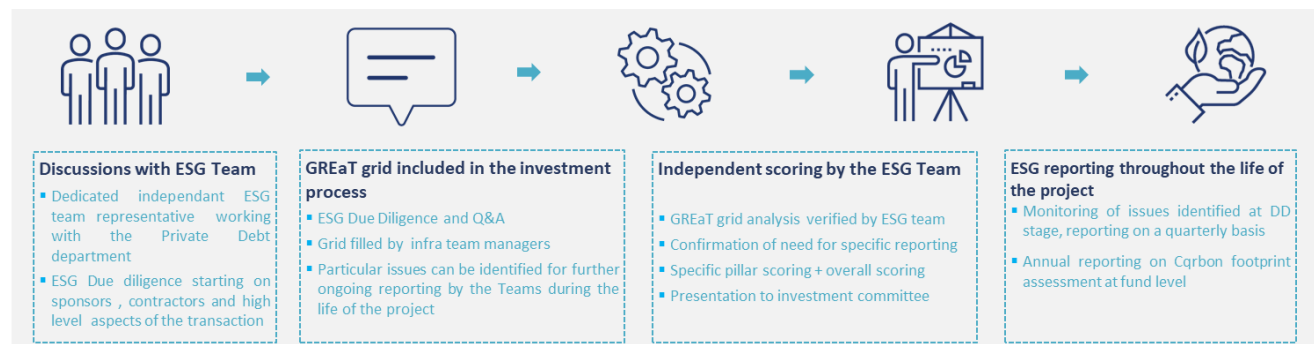 Discussions with ESG Team
▪ Dedicated independant ESG
team representative working
with the Private Debt
department
▪ ESG Due diligence starting on
sponsors , contractors and high
level aspects of the transaction
GREaT grid included in the investment
process
▪ ESG Due Diligence and Q&A
▪ Grid filled by infra team managers
▪ Particular issues can be identified for further
ongoing reporting by the Teams during the
life of the project
Independent scoring by the ESG Team
▪ GREaT grid analysis verified by ESG team
▪ Confirmation of need for specific reporting
▪ Specific pillar scoring + overall scoring
▪ Presentation to investment committee
ESG reporting throughout the life of
the project
▪ Monitoring of issues identified at DD
stage, reporting on a quarterly basis
▪ Annual reporting on Cqrbon footprint
assessment at fund level